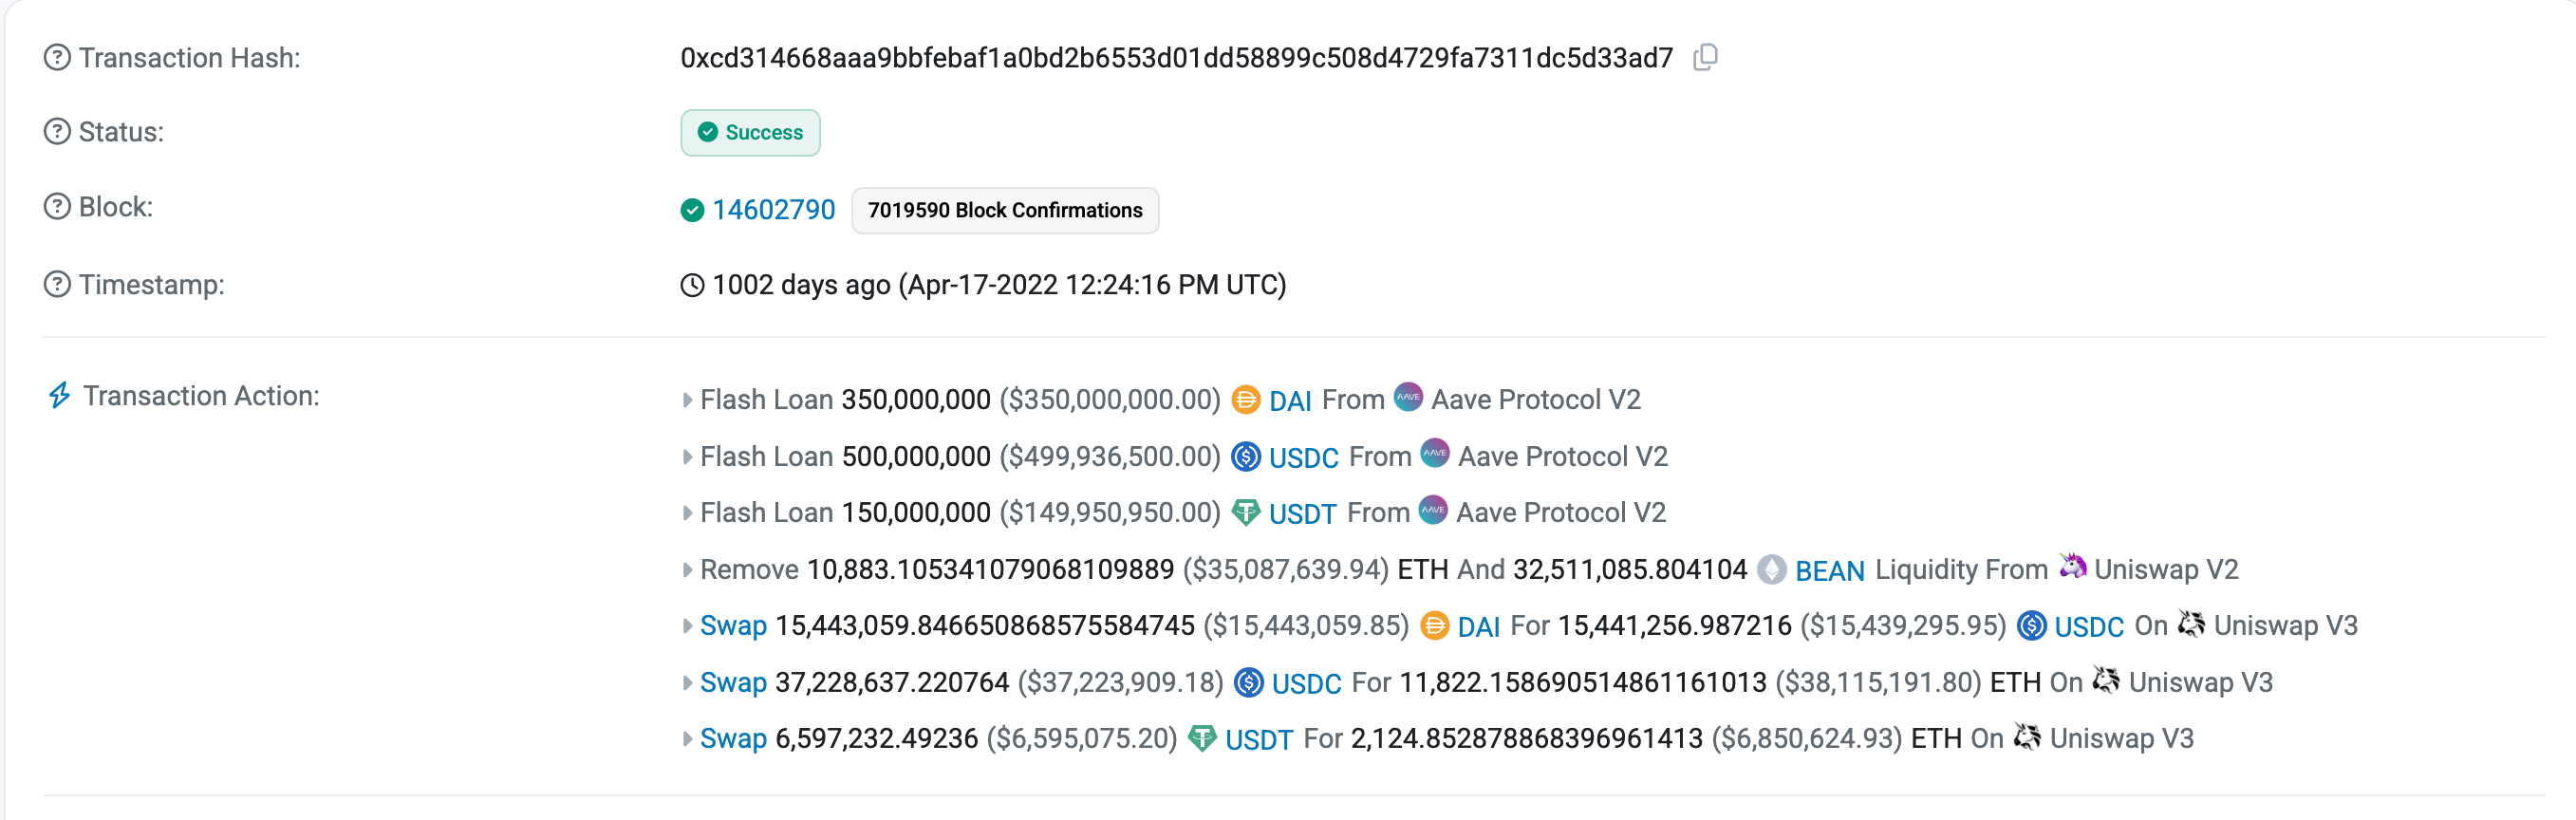 Transaction Hash: 0xcd314668aaa9bbfebaf1a0bd2b6553d01dd58899c508d4729fa7311dc5d33ad7
Status: Success
Block: 14602790 7019590 Block Confirmations
Timestamp: 1002 days ago (Apr-17-2022 12:24:16 PM UTC)
Transaction Action: Flash Loan 350,000,000 ($350,000,000.00) DAI From AAVE Aave Protocol V2
Flash Loan 500,000,000 ($499,936,500.00) USDC From AAVE Aave Protocol V2
Flash Loan 150,000,000 ($149,950,950.00) USDT From AAVE Aave Protocol V2
Remove 10,883.105341079068109889 ($35,087,639.94) ETH And 32,511,085.804104 BEAN Liquidity From Uniswap V2
Swap 15,443,059.846650868575584745 ($15,443,059.85) DAI For 15,441,256.987216 ($15,439,295.95) USDC On Uniswap V3
Swap 37,228,637.220764 ($37,223,909.18) USDC For 11,822.158690514861161013 ($38,115,191.80) ETH On Uniswap V3
Swap 6,597,232.49236 ($6,595,075.20) USDT For 2,124.852878868396961413 ($6,850,624.93) ETH On Uniswap V3